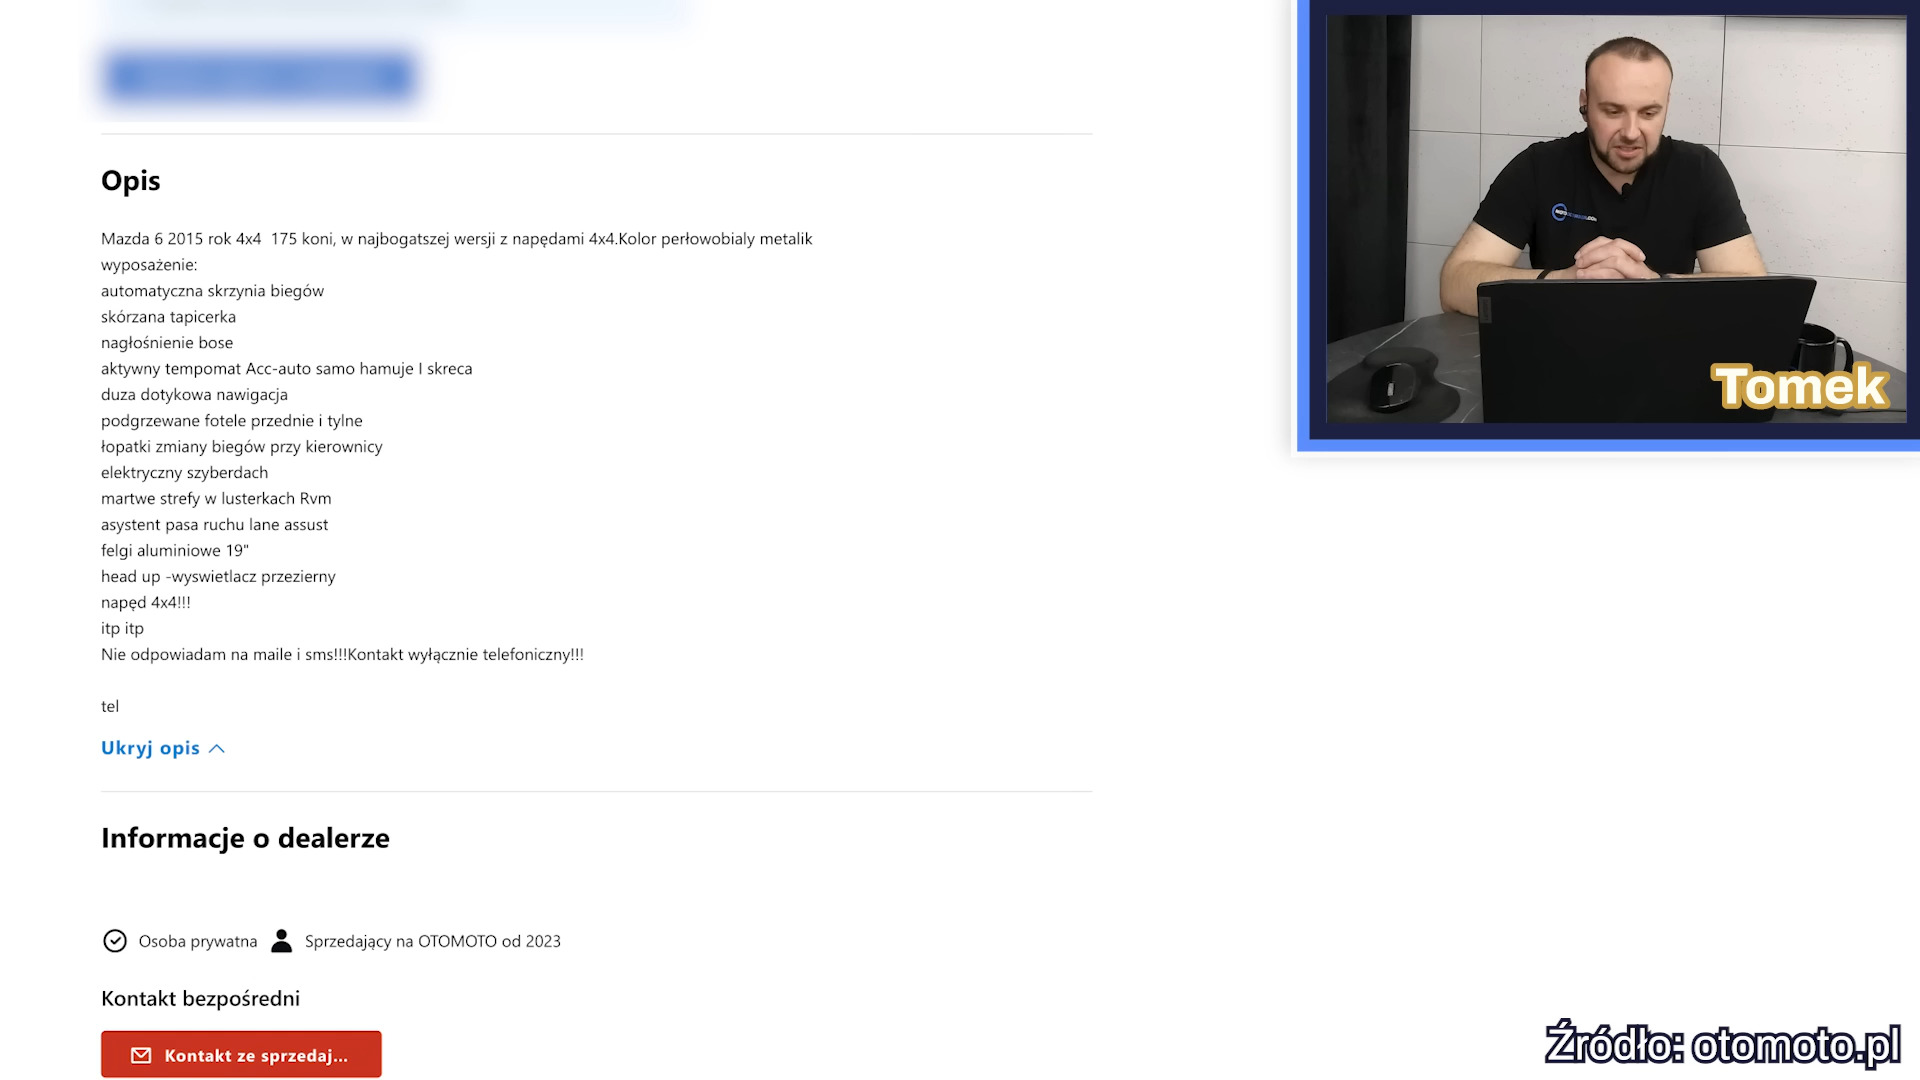 Opis
Mazda 6 2015 rok 4x4  175 koni, w najbogatszej wersji z napędami 4x4.Kolor perłowobialy metalik
wyposażenie:
automatyczna skrzynia biegów
skórzana tapicerka
nagłośnienie bose
aktywny tempomat Acc-auto samo hamuje I skreca
duza dotykowa nawigacja
podgrzewane fotele przednie i tylne
łopatki zmiany biegów przy kierownicy
elektryczny szyberdach
martwe strefy w lusterkach Rvm
asystent pasa ruchu lane assust
felgi aluminiowe 19"
head up -wyswietlacz przezierny
napęd 4x4!!!
itp itp
Nie odpowiadam na maile i sms!!!Kontakt wyłącznie telefoniczny!!!
tel
Ukryj opis
Informacje o dealerze
Osoba prywatna Sprzedający na OTOMOTO od 2023
Kontakt bezpośredni
Kontakt ze sprzedaj...
Tomek
Źródło: otomoto.pl